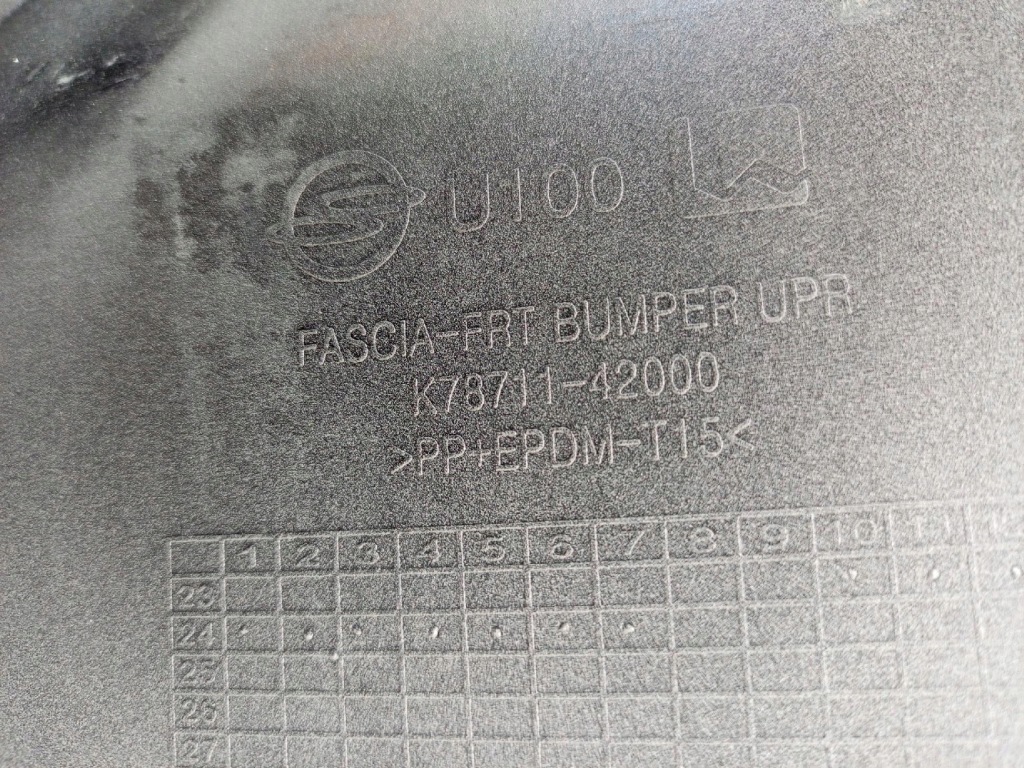 U100
FASCIA-FRT BUMPER UPR
K78711-42000
>PP+EPDM-T15<
1 2 3 4 5 6 7 8 9 10 11 12
23
24
25
26
27